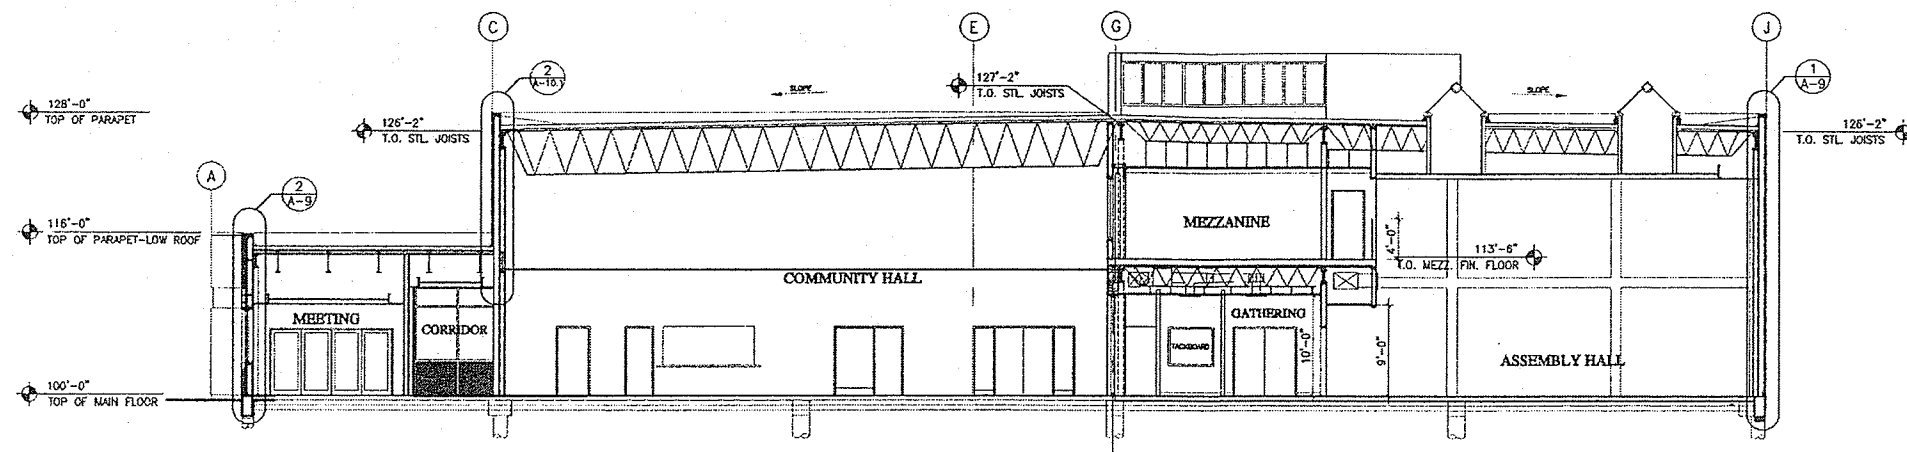 C
E
G
J
2
A-10.
127'-2"
T.O. STL. JOISTS
SLOPE
SLOPE
1
A-9
128'-0"
TOP OF PARAPET
126'-2"
T.O. STL. JOISTS
126'-2"
T.O. STL. JOISTS
A
2
A-9
116'-0"
TOP OF PARAPET-LOW ROOF
MEZZANINE
4'-0"
113'-6"
T.O. MEZZ. FIN. FLOOR
COMMUNITY HALL
MEETING
CORRIDOR
GATHERING
TACKBOARD
10'-0"
9'-0"
ASSEMBLY HALL
100'-0"
TOP OF MAIN FLOOR